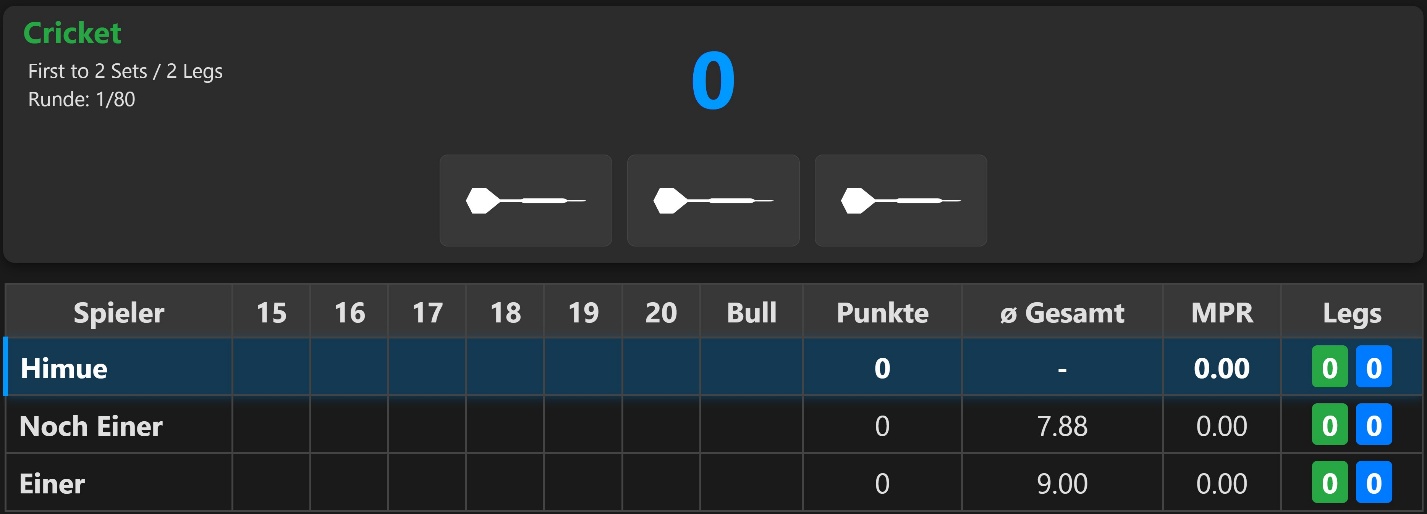 Cricket
First to 2 Sets / 2 Legs
Runde: 1/80
0
Spieler 15 16 17 18 19 20 Bull Punkte ø Gesamt MPR Legs
Himue 0 - 0.00 0 0
Noch Einer 0 7.88 0.00 0 0
Einer 0 9.00 0.00 0 0